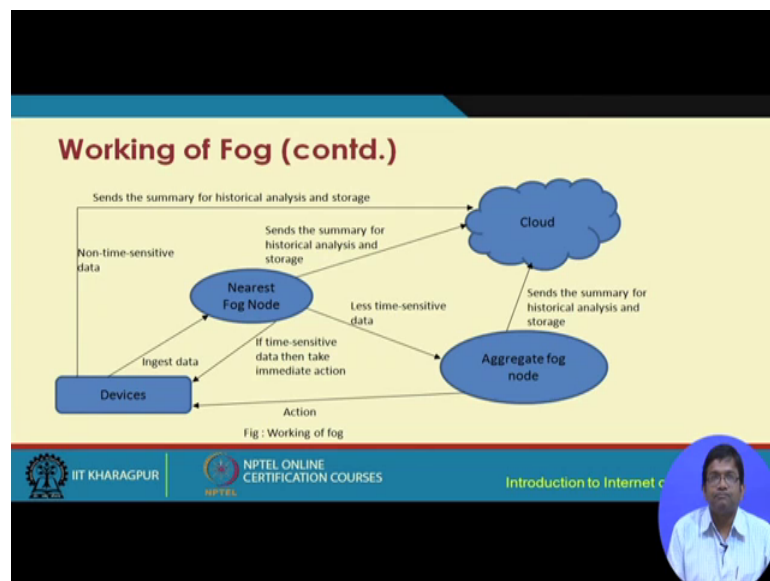 Working of Fog (contd.)
Sends the summary for historical analysis and storage
Cloud
Sends the summary for
historical analysis and
storage
Non-time-sensitive
data
Nearest
Fog Node
Less time-sensitive
data
Sends the summary for
historical analysis and
storage
If time-sensitive
data then take
immediate action
Ingest data
Aggregate fog
node
Devices
Action
Fig : Working of fog
IIT KHARAGPUR
NPTEL
NPTEL ONLINE
CERTIFICATION COURSES
Introduction to Internet